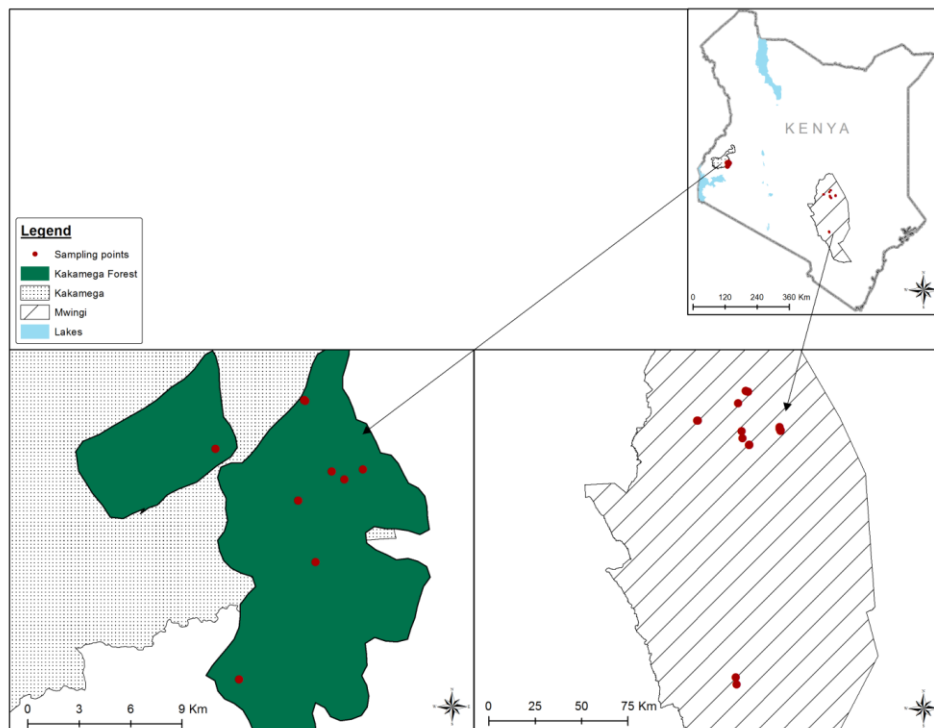 KENYA
0 120 240 360 Km
Legend
Sampling points
Kakamega Forest
Kakamega
Mwingi
Lakes
0 3 6 9 Km
0 25 50 75 Km